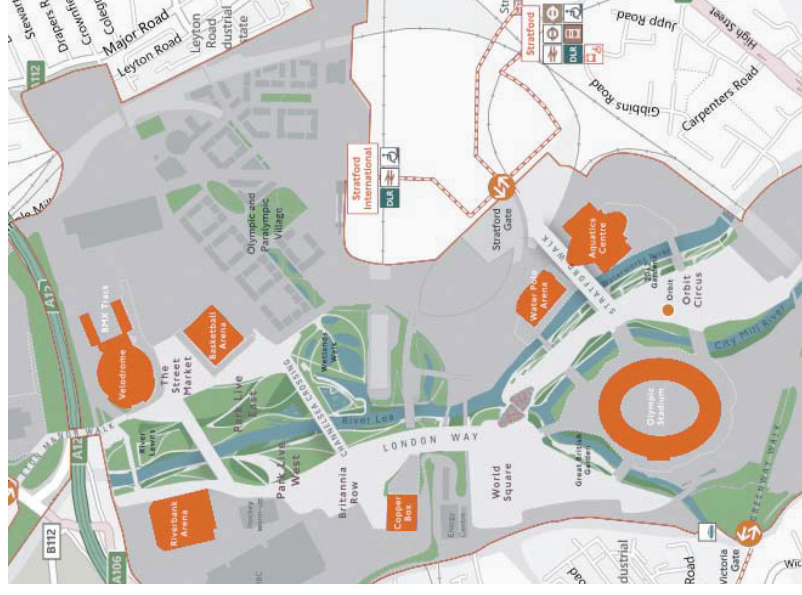 Major Road
Leyton Road
Leyton
Road
A112
Jupp Road
High Street
Gibbins Road
Carpenters Road
Stratford
DLR
Stratford
International
DLR
Stratford
Gate
Olympic and
Paralympic
Village
A12
BMX Track
Velodrome
Basketball
Arena
The
Street
Market
Park Live
East
River
Lawns
Park Live
West
CHANNELSEA CROSSING
Wetlands
Walk
River Lea
LONDON WAY
Britannia
Row
Copper
Box
Riverbank
Arena
Energy
Centre
World
Square
Water Polo
Arena
STRATFORD WALK
Aquatics
Centre
Orbit
Orbit
Circus
City Mill River
Olympic
Stadium
Great British
Garden
GREENWAY WALK
Victoria
Gate
Road
B112
A106